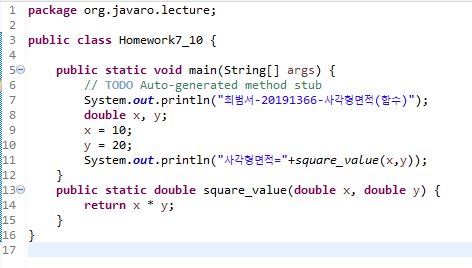 1 package org.javaro.lecture;
2
3 public class Homework7_10 {
4
5 public static void main(String[] args) {
6 // TODO Auto-generated method stub
7 System.out.println("최범서-20191366-사각형면적(함수)");
8 double x, y;
9 x = 10;
10 y = 20;
11 System.out.println("사각형면적="+square_value(x,y));
12 }
13 public static double square_value(double x, double y) {
14 return x * y;
15 }
16 }
17